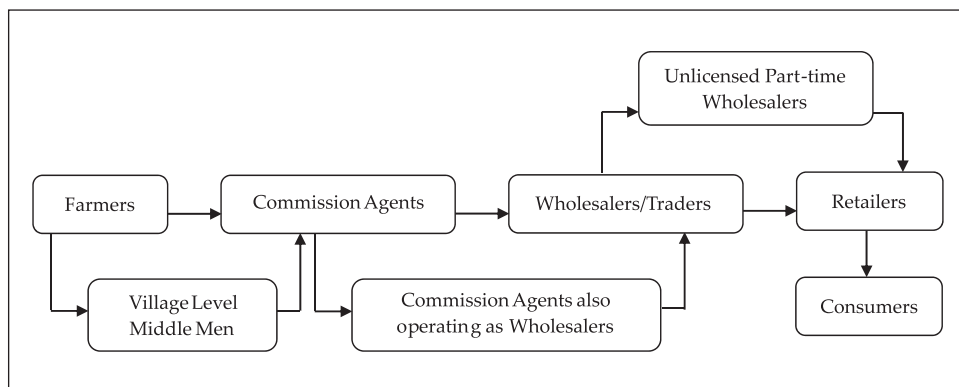 Unlicensed Part-time
Wholesalers
Farmers
Commission Agents
Wholesalers/Traders
Retailers
Village Level
Middle Men
Commission Agents also
operating as Wholesalers
Consumers